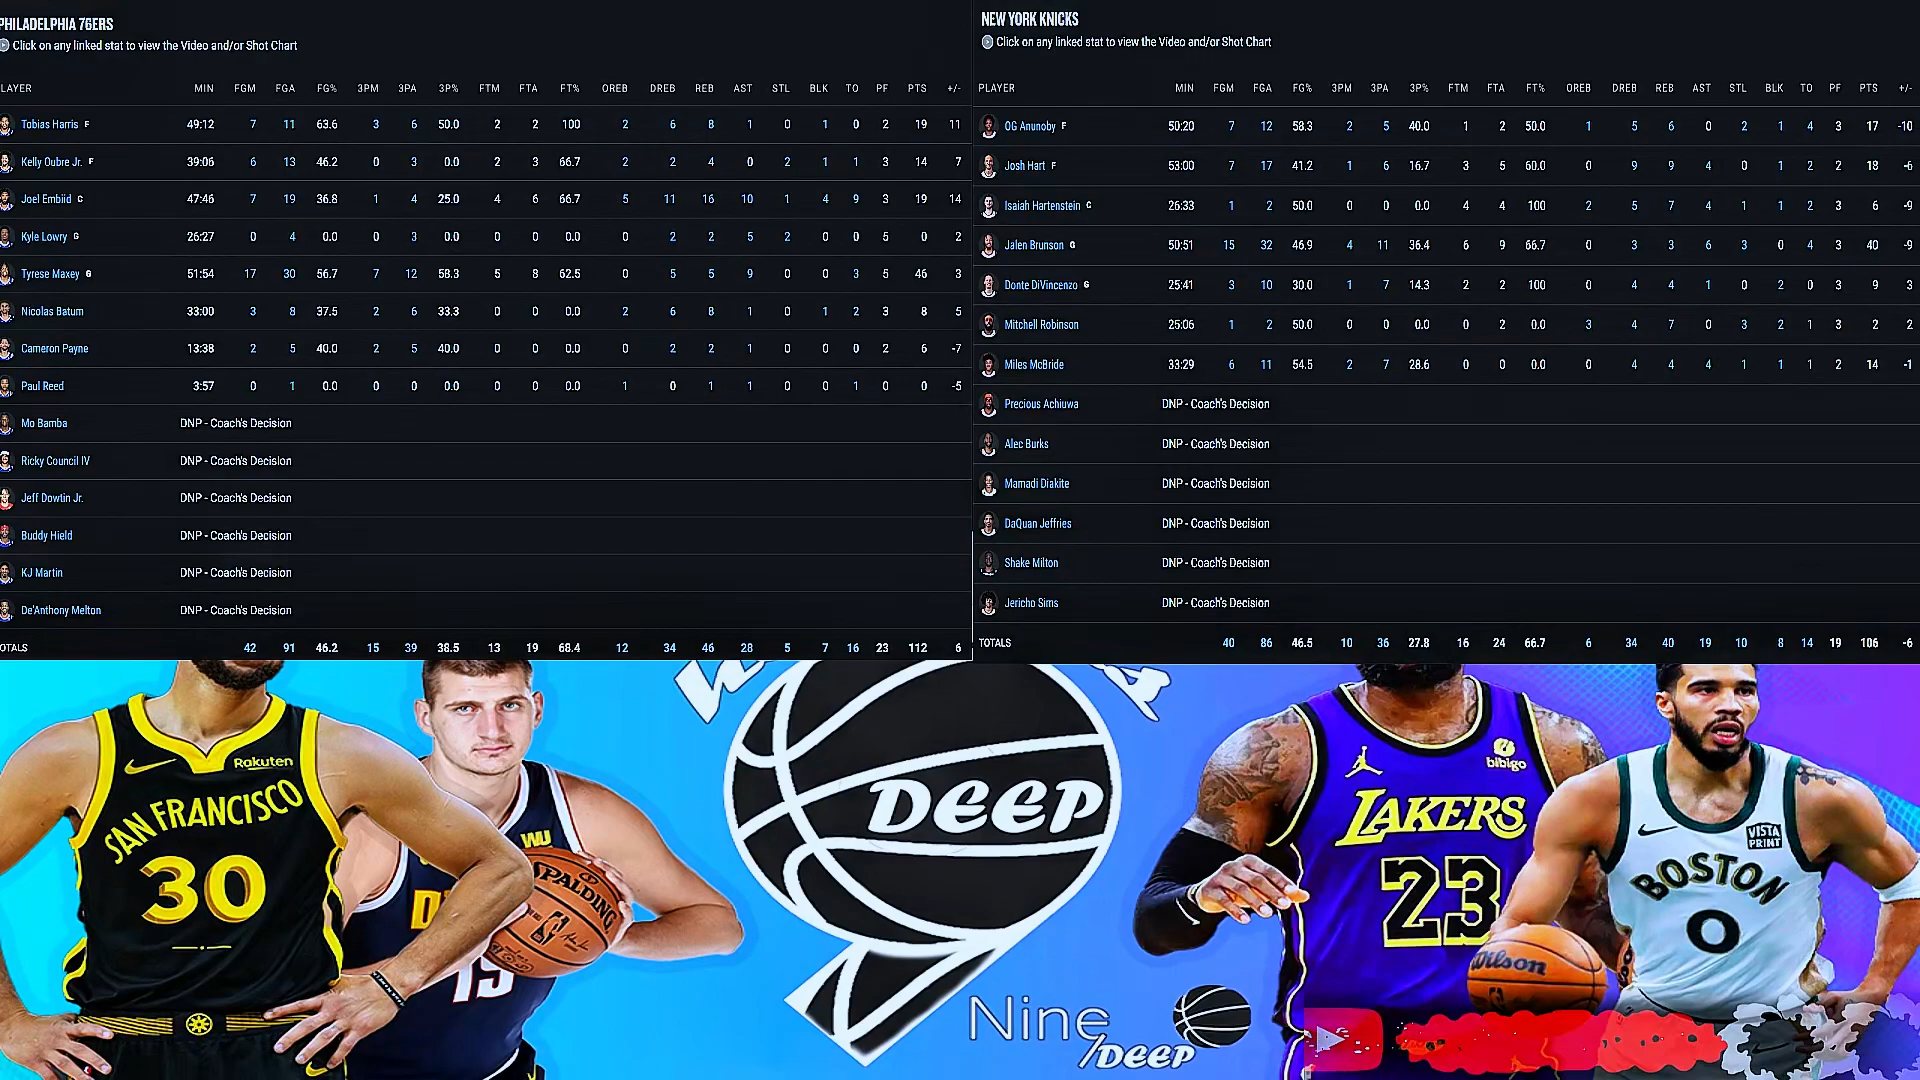 PHILADELPHIA 76ERS
Click on any linked stat to view the Video and/or Shot Chart
LAYER MIN FGM FGA FG% 3PM 3PA 3P% FTM FTA FT% OREB DREB REB AST STL BLK TO PF PTS +/-
Tobias Harris F 49:12 7 11 63.6 3 6 50.0 2 2 100 2 6 8 1 0 1 0 2 19 11
Kelly Oubre Jr. F 39:06 6 13 46.2 0 3 0.0 2 3 66.7 2 2 4 0 2 1 1 3 14 7
Joel Embiid C 47:46 7 19 36.8 1 4 25.0 4 6 66.7 5 11 16 10 1 4 9 3 19 14
Kyle Lowry G 26:27 0 4 0.0 0 3 0.0 0 0 0.0 0 2 2 5 2 0 0 5 0 2
Tyrese Maxey G 51:54 17 30 56.7 7 12 58.3 5 8 62.5 0 5 5 9 0 0 3 5 46 3
Nicolas Batum 33:00 3 8 37.5 2 6 33.3 0 0 0.0 2 6 8 1 0 1 2 3 8 5
Cameron Payne 13:38 2 5 40.0 2 5 40.0 0 0 0.0 0 2 2 1 0 0 0 2 6 -7
Paul Reed 3:57 0 1 0.0 0 0 0.0 0 0 0.0 1 0 1 1 0 0 1 0 0 -5
Mo Bamba DNP - Coach's Decision
Ricky Council IV DNP - Coach's Decision
Jeff Dowtin Jr. DNP - Coach's Decision
Buddy Hield DNP - Coach's Decision
KJ Martin DNP - Coach's Decision
De'Anthony Melton DNP - Coach's Decision
OTALS 42 91 46.2 15 39 38.5 13 19 68.4 12 34 46 28 5 7 16 23 112 6
NEW YORK KNICKS
Click on any linked stat to view the Video and/or Shot Chart
PLAYER MIN FGM FGA FG% 3PM 3PA 3P% FTM FTA FT% OREB DREB REB AST STL BLK TO PF PTS +/-
OG Anunoby F 50:20 7 12 58.3 2 5 40.0 1 2 50.0 1 5 6 0 2 1 4 3 17 -10
Josh Hart F 53:00 7 17 41.2 1 6 16.7 3 5 60.0 0 9 9 4 0 1 2 2 18 -6
Isaiah Hartenstein C 26:33 1 2 50.0 0 0 0.0 4 4 100 2 5 7 4 1 1 2 3 6 -9
Jalen Brunson G 50:51 15 32 46.9 4 11 36.4 6 9 66.7 0 3 3 6 3 0 4 3 40 -9
Donte DiVincenzo G 25:41 3 10 30.0 1 7 14.3 2 2 100 0 4 4 1 0 2 0 3 9 3
Mitchell Robinson 25:06 1 2 50.0 0 0 0.0 0 2 0.0 3 4 7 0 3 2 1 3 2 2
Miles McBride 33:29 6 11 54.5 2 7 28.6 0 0 0.0 0 4 4 4 1 1 1 2 14 -1
Precious Achiuwa DNP - Coach's Decision
Alec Burks DNP - Coach's Decision
Mamadi Diakite DNP - Coach's Decision
DaQuan Jeffries DNP - Coach's Decision
Shake Milton DNP - Coach's Decision
Jericho Sims DNP - Coach's Decision
TOTALS 40 86 46.5 10 36 27.8 16 24 66.7 6 34 40 19 10 8 14 19 106 -6
Rakuten
SAN FRANCISCO
30
WU
SPALDING
15
DEEP
Nine
DEEP
bibigo
LAKERS
23
Wilson
VISTA
PRINT
BOSTON
0